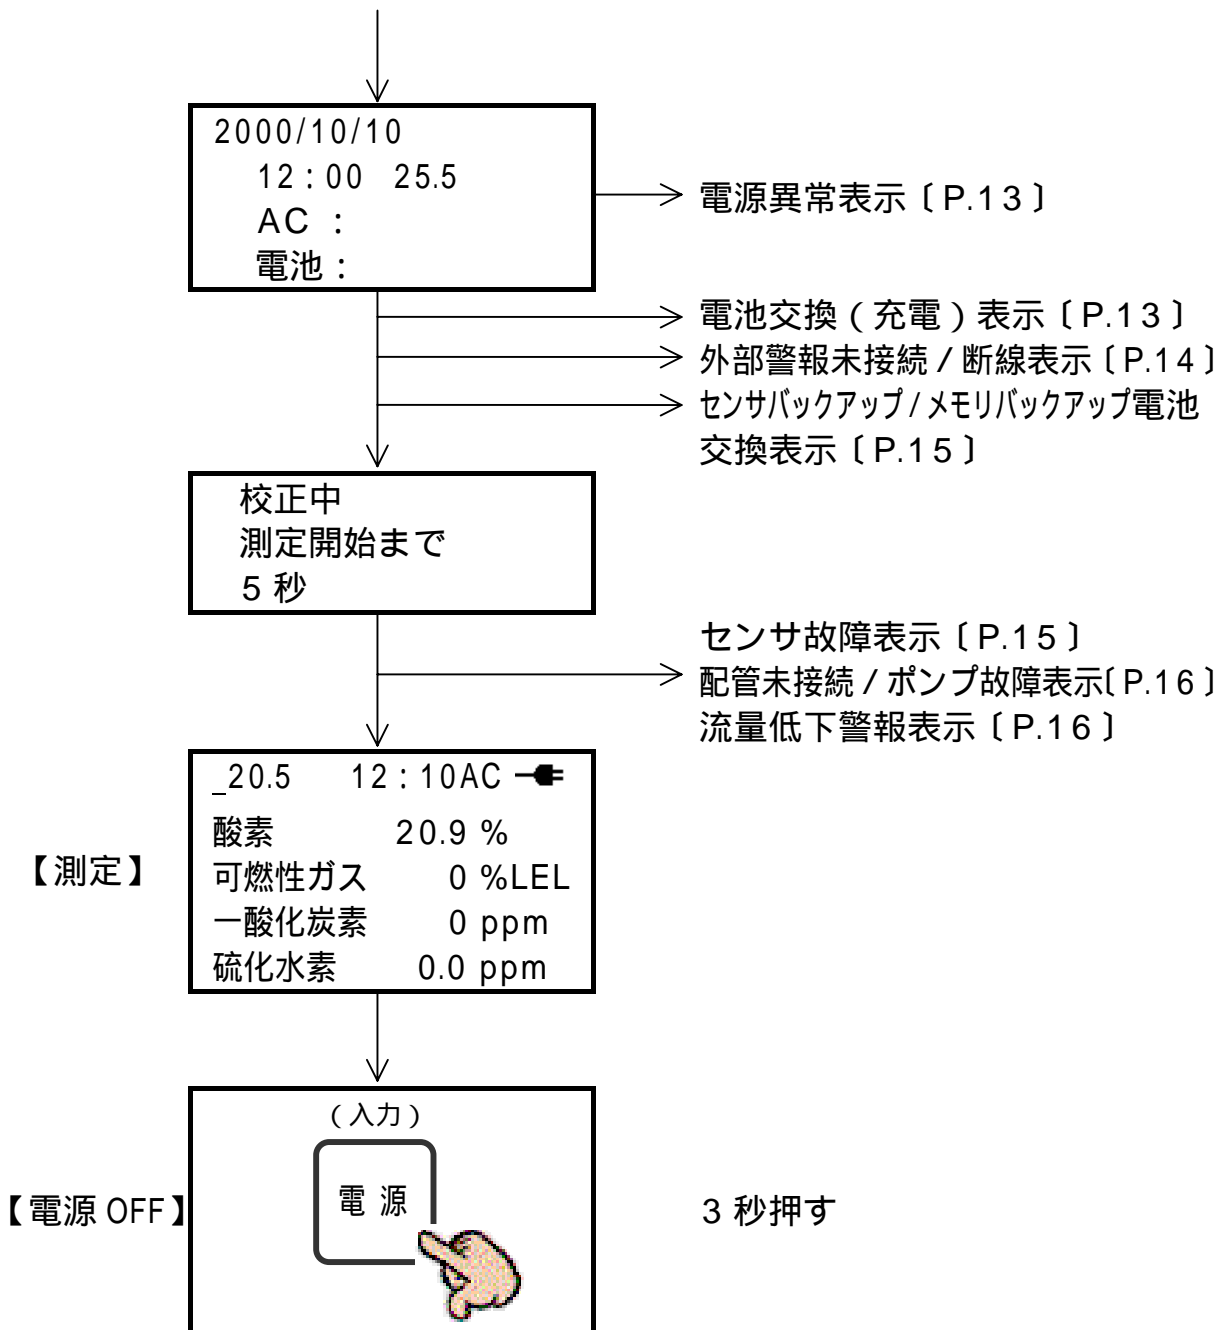 2000/10/10
12:00 25.5
AC :
電池:
電源異常表示〔P.13〕
電池交換(充電)表示〔P.13〕
外部警報未接続/断線表示〔P.14〕
センサバックアップ/メモリバックアップ電池
交換表示〔P.15〕
校正中
測定開始まで
5秒
センサ故障表示〔P.15〕
配管未接続/ポンプ故障表示〔P.16〕
流量低下警報表示〔P.16〕
【測定】
_20.5 12:10AC
酸素 20.9 %
可燃性ガス 0 %LEL
一酸化炭素 0 ppm
硫化水素 0.0 ppm
【電源 OFF】
(入力)
電 源
3秒押す